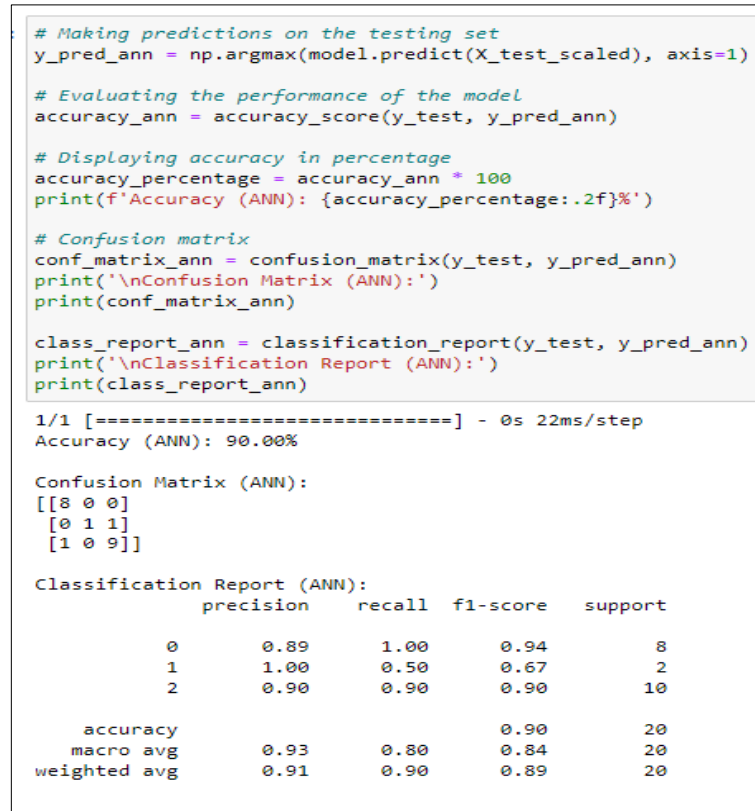 # Making predictions on the testing set
y_pred_ann = np.argmax(model.predict(X_test_scaled), axis=1)

# Evaluating the performance of the model
accuracy_ann = accuracy_score(y_test, y_pred_ann)

# Displaying accuracy in percentage
accuracy_percentage = accuracy_ann * 100
print(f'Accuracy (ANN): {accuracy_percentage:.2f}%')

# Confusion matrix
conf_matrix_ann = confusion_matrix(y_test, y_pred_ann)
print('\nConfusion Matrix (ANN):')
print(conf_matrix_ann)

class_report_ann = classification_report(y_test, y_pred_ann)
print('\nClassification Report (ANN):')
print(class_report_ann)

1/1 [==============================] - 0s 22ms/step
Accuracy (ANN): 90.00%

Confusion Matrix (ANN):
[[8 0 0]
 [0 1 1]
 [1 0 9]]

Classification Report (ANN):
              precision    recall  f1-score   support

           0       0.89      1.00      0.94         8
           1       1.00      0.50      0.67         2
           2       0.90      0.90      0.90        10

    accuracy                           0.90        20
   macro avg       0.93      0.80      0.84        20
weighted avg       0.91      0.90      0.89        20